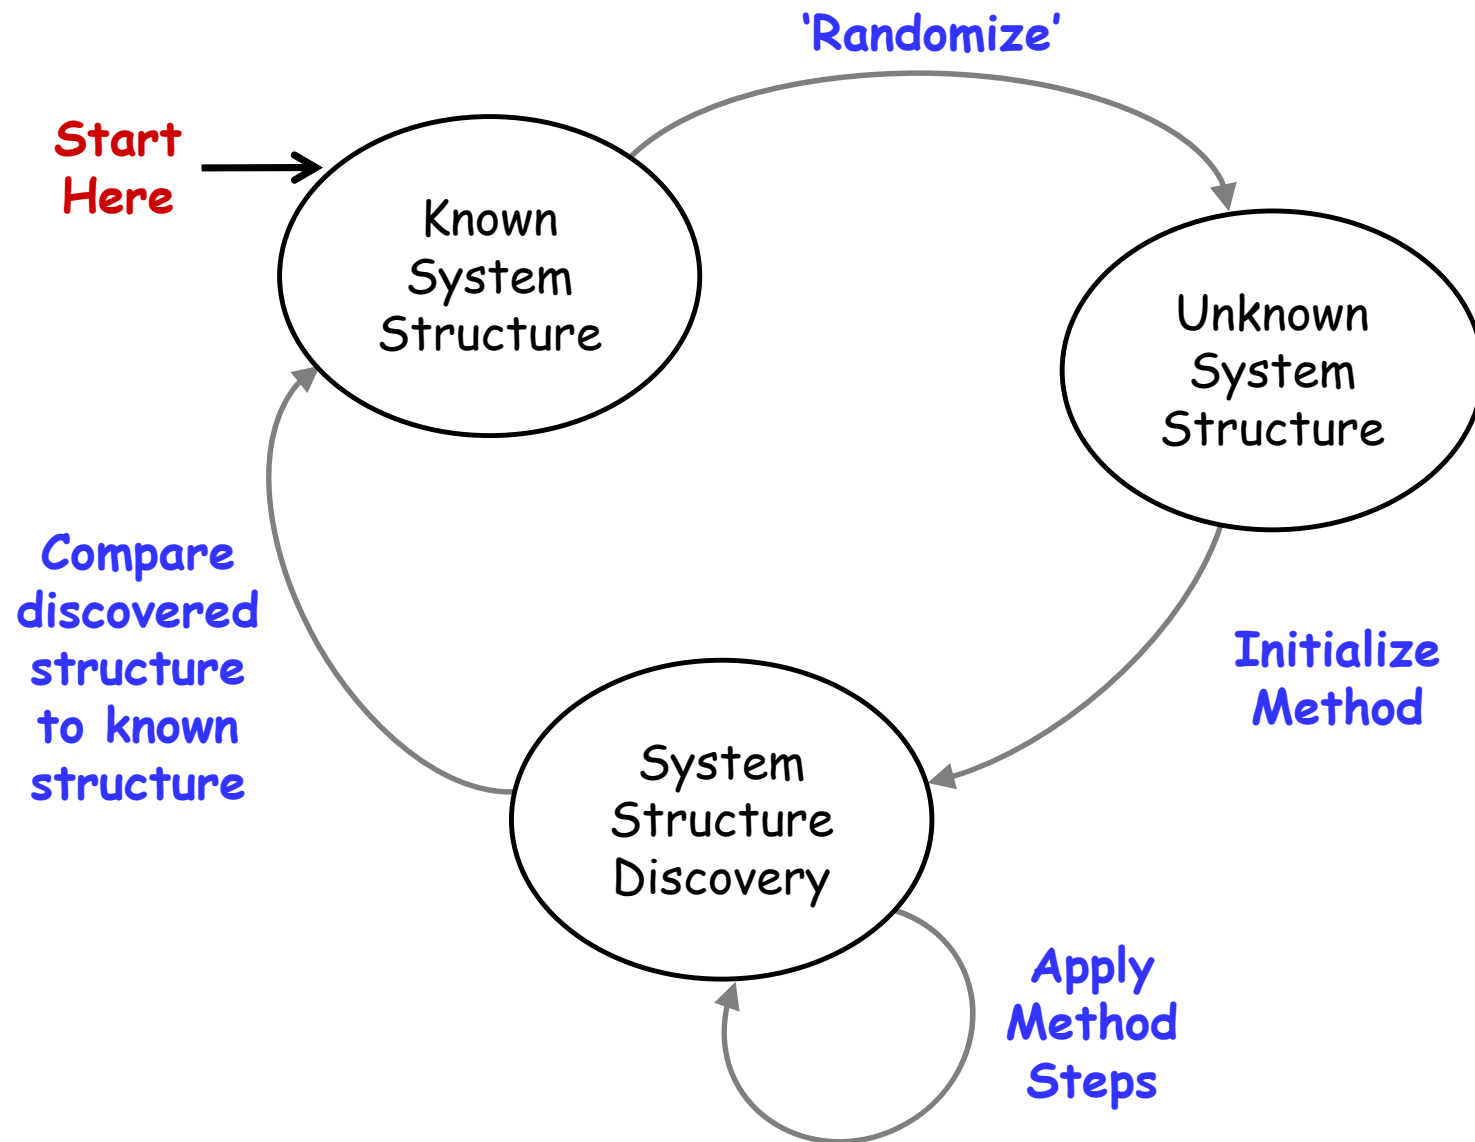 ‘Randomize’
Start
Here
Known
System
Structure
Unknown
System
Structure
Compare
discovered
structure
to known
structure
Initialize
Method
System
Structure
Discovery
Apply
Method
Steps